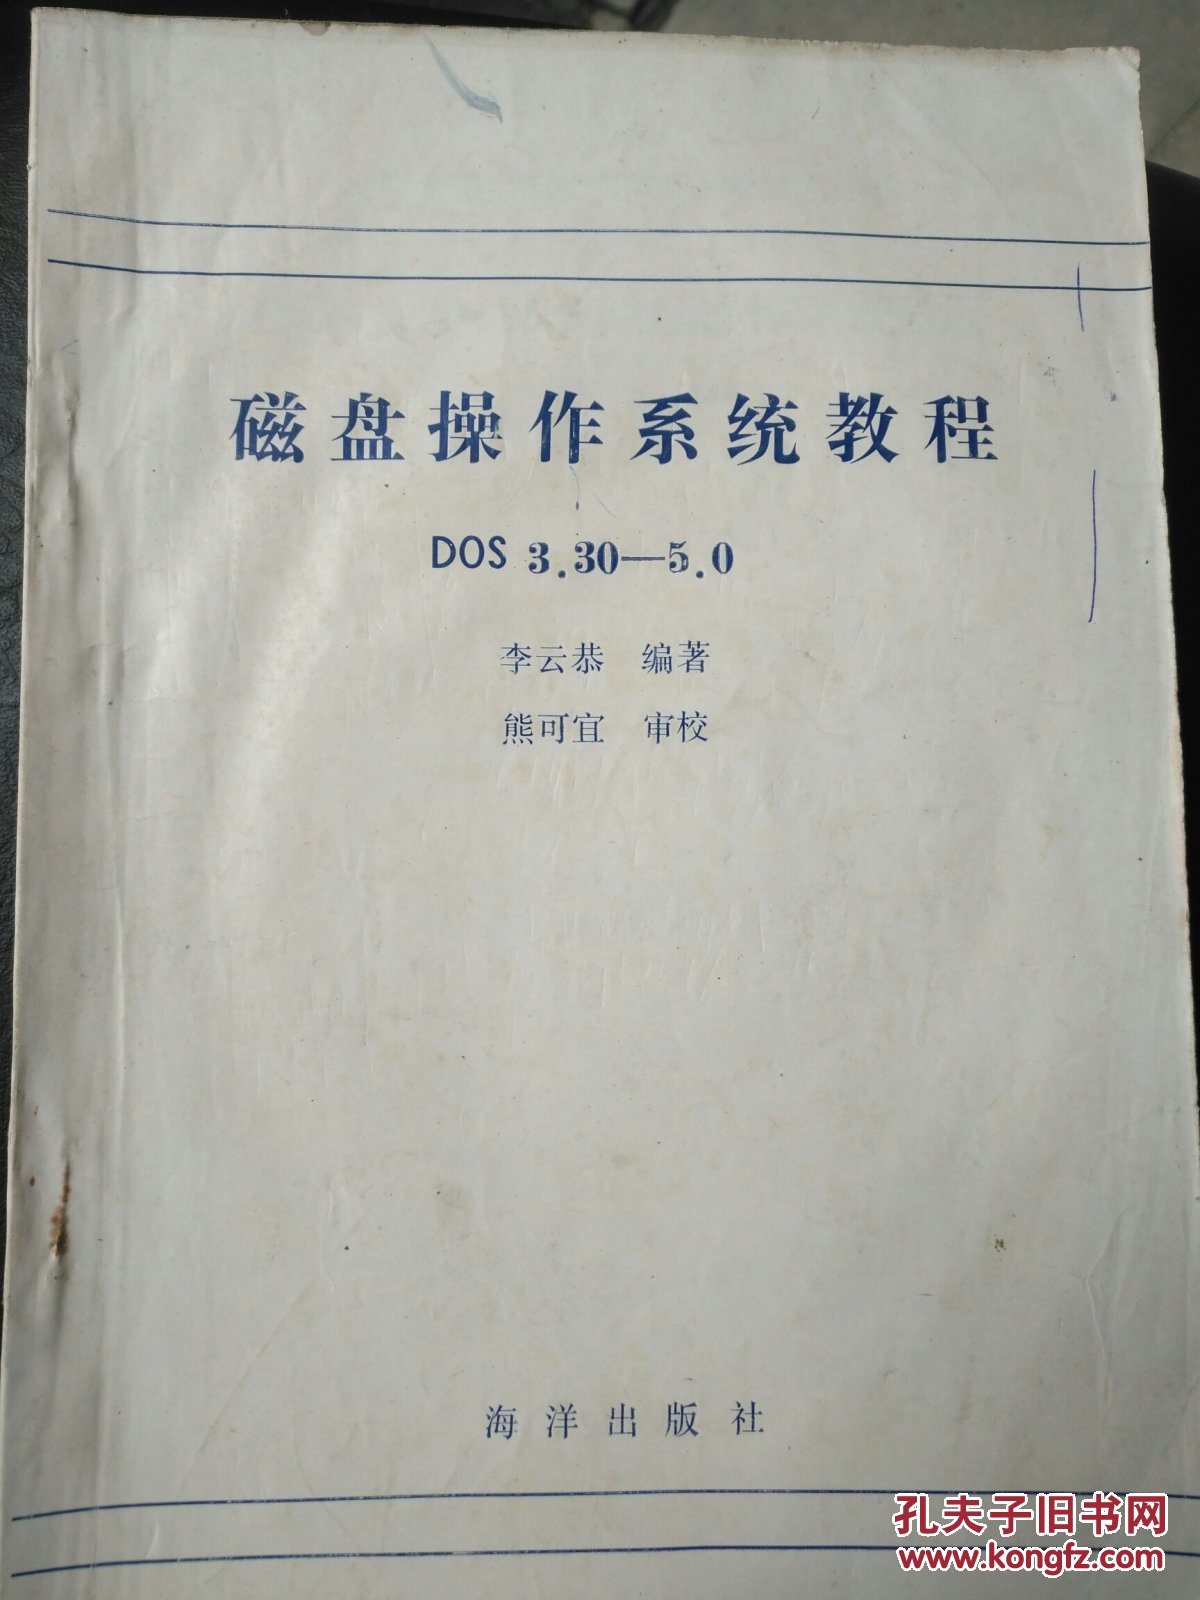 磁盘操作系统教程
DOS 3.30—5.0
李云恭 编著
熊可宜 审校
海洋出版社
孔夫子旧书网
www.kongfz.com